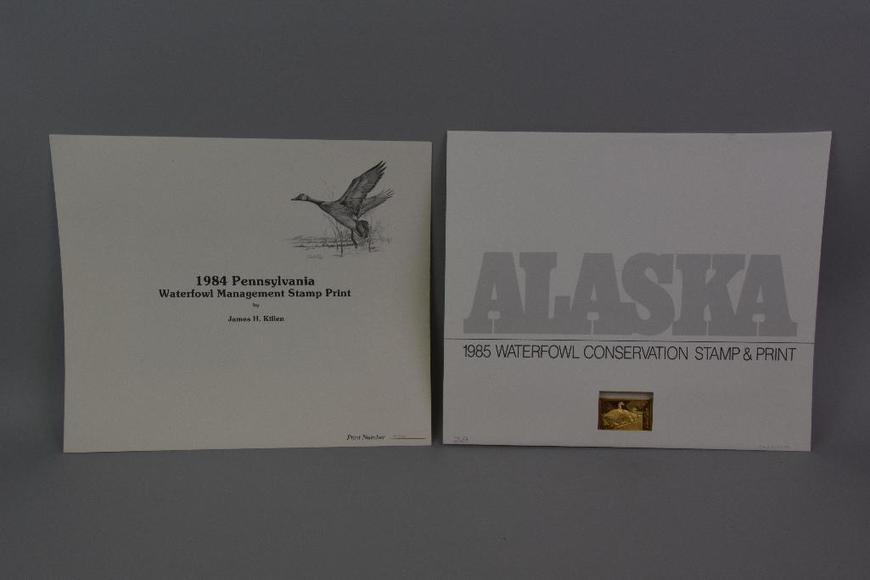 1984 Pennsylvania
Waterfowl Management Stamp Print
by
James H. Killen
Print Number
ALASKA
1985 WATERFOWL CONSERVATION STAMP & PRINT